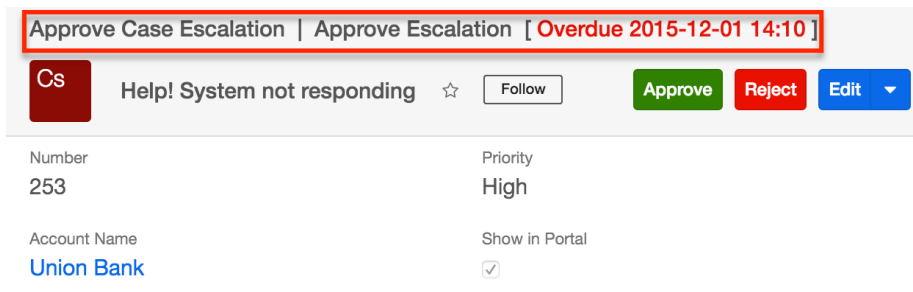 Approve Case Escalation | Approve Escalation [ Overdue 2015-12-01 14:10 ]
Cs Help! System not responding Follow Approve Reject Edit
Number Priority
253 High
Account Name Show in Portal
Union Bank